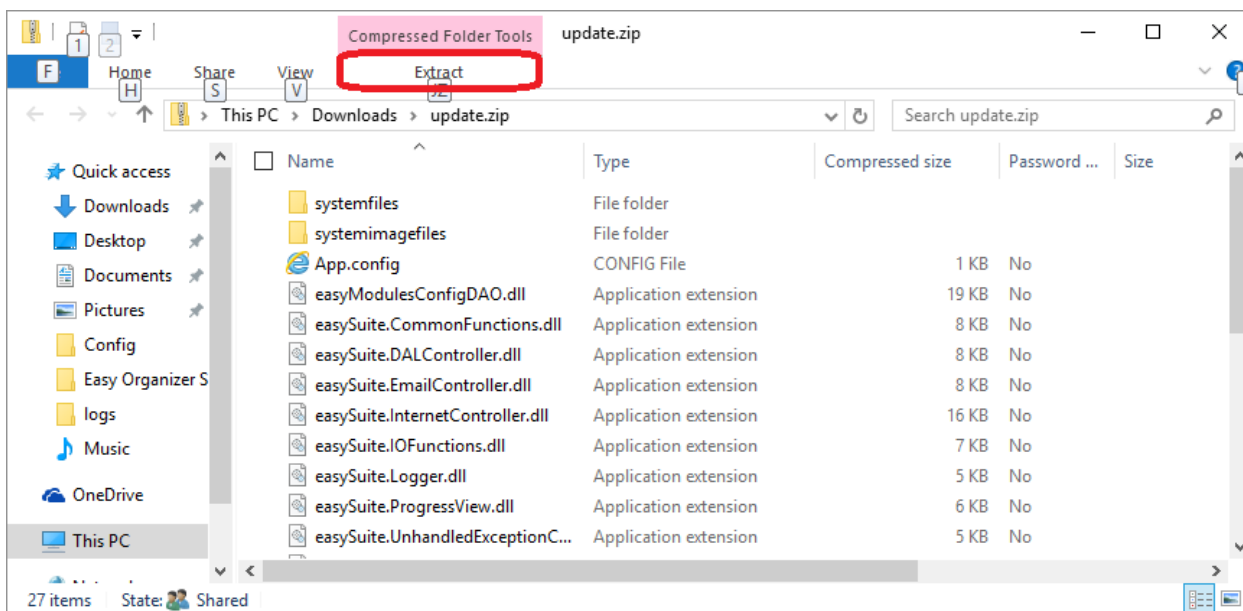 1 2 Compressed Folder Tools update.zip
F Home Share View Extract
H S V JZ
This PC > Downloads > update.zip Search update.zip
Quick access Name Type Compressed size Password ... Size
Downloads systemfiles File folder
Desktop systemimagefiles File folder
Documents App.config CONFIG File 1 KB No
easyModulesConfigDAO.dll Application extension 19 KB No
Pictures easySuite.CommonFunctions.dll Application extension 8 KB No
Config easySuite.DALController.dll Application extension 8 KB No
Easy Organizer S easySuite.EmailController.dll Application extension 8 KB No
logs easySuite.InternetController.dll Application extension 16 KB No
Music easySuite.IOFunctions.dll Application extension 7 KB No
easySuite.Logger.dll Application extension 5 KB No
OneDrive easySuite.ProgressView.dll Application extension 6 KB No
This PC easySuite.UnhandledExceptionC... Application extension 5 KB No
27 items State: Shared